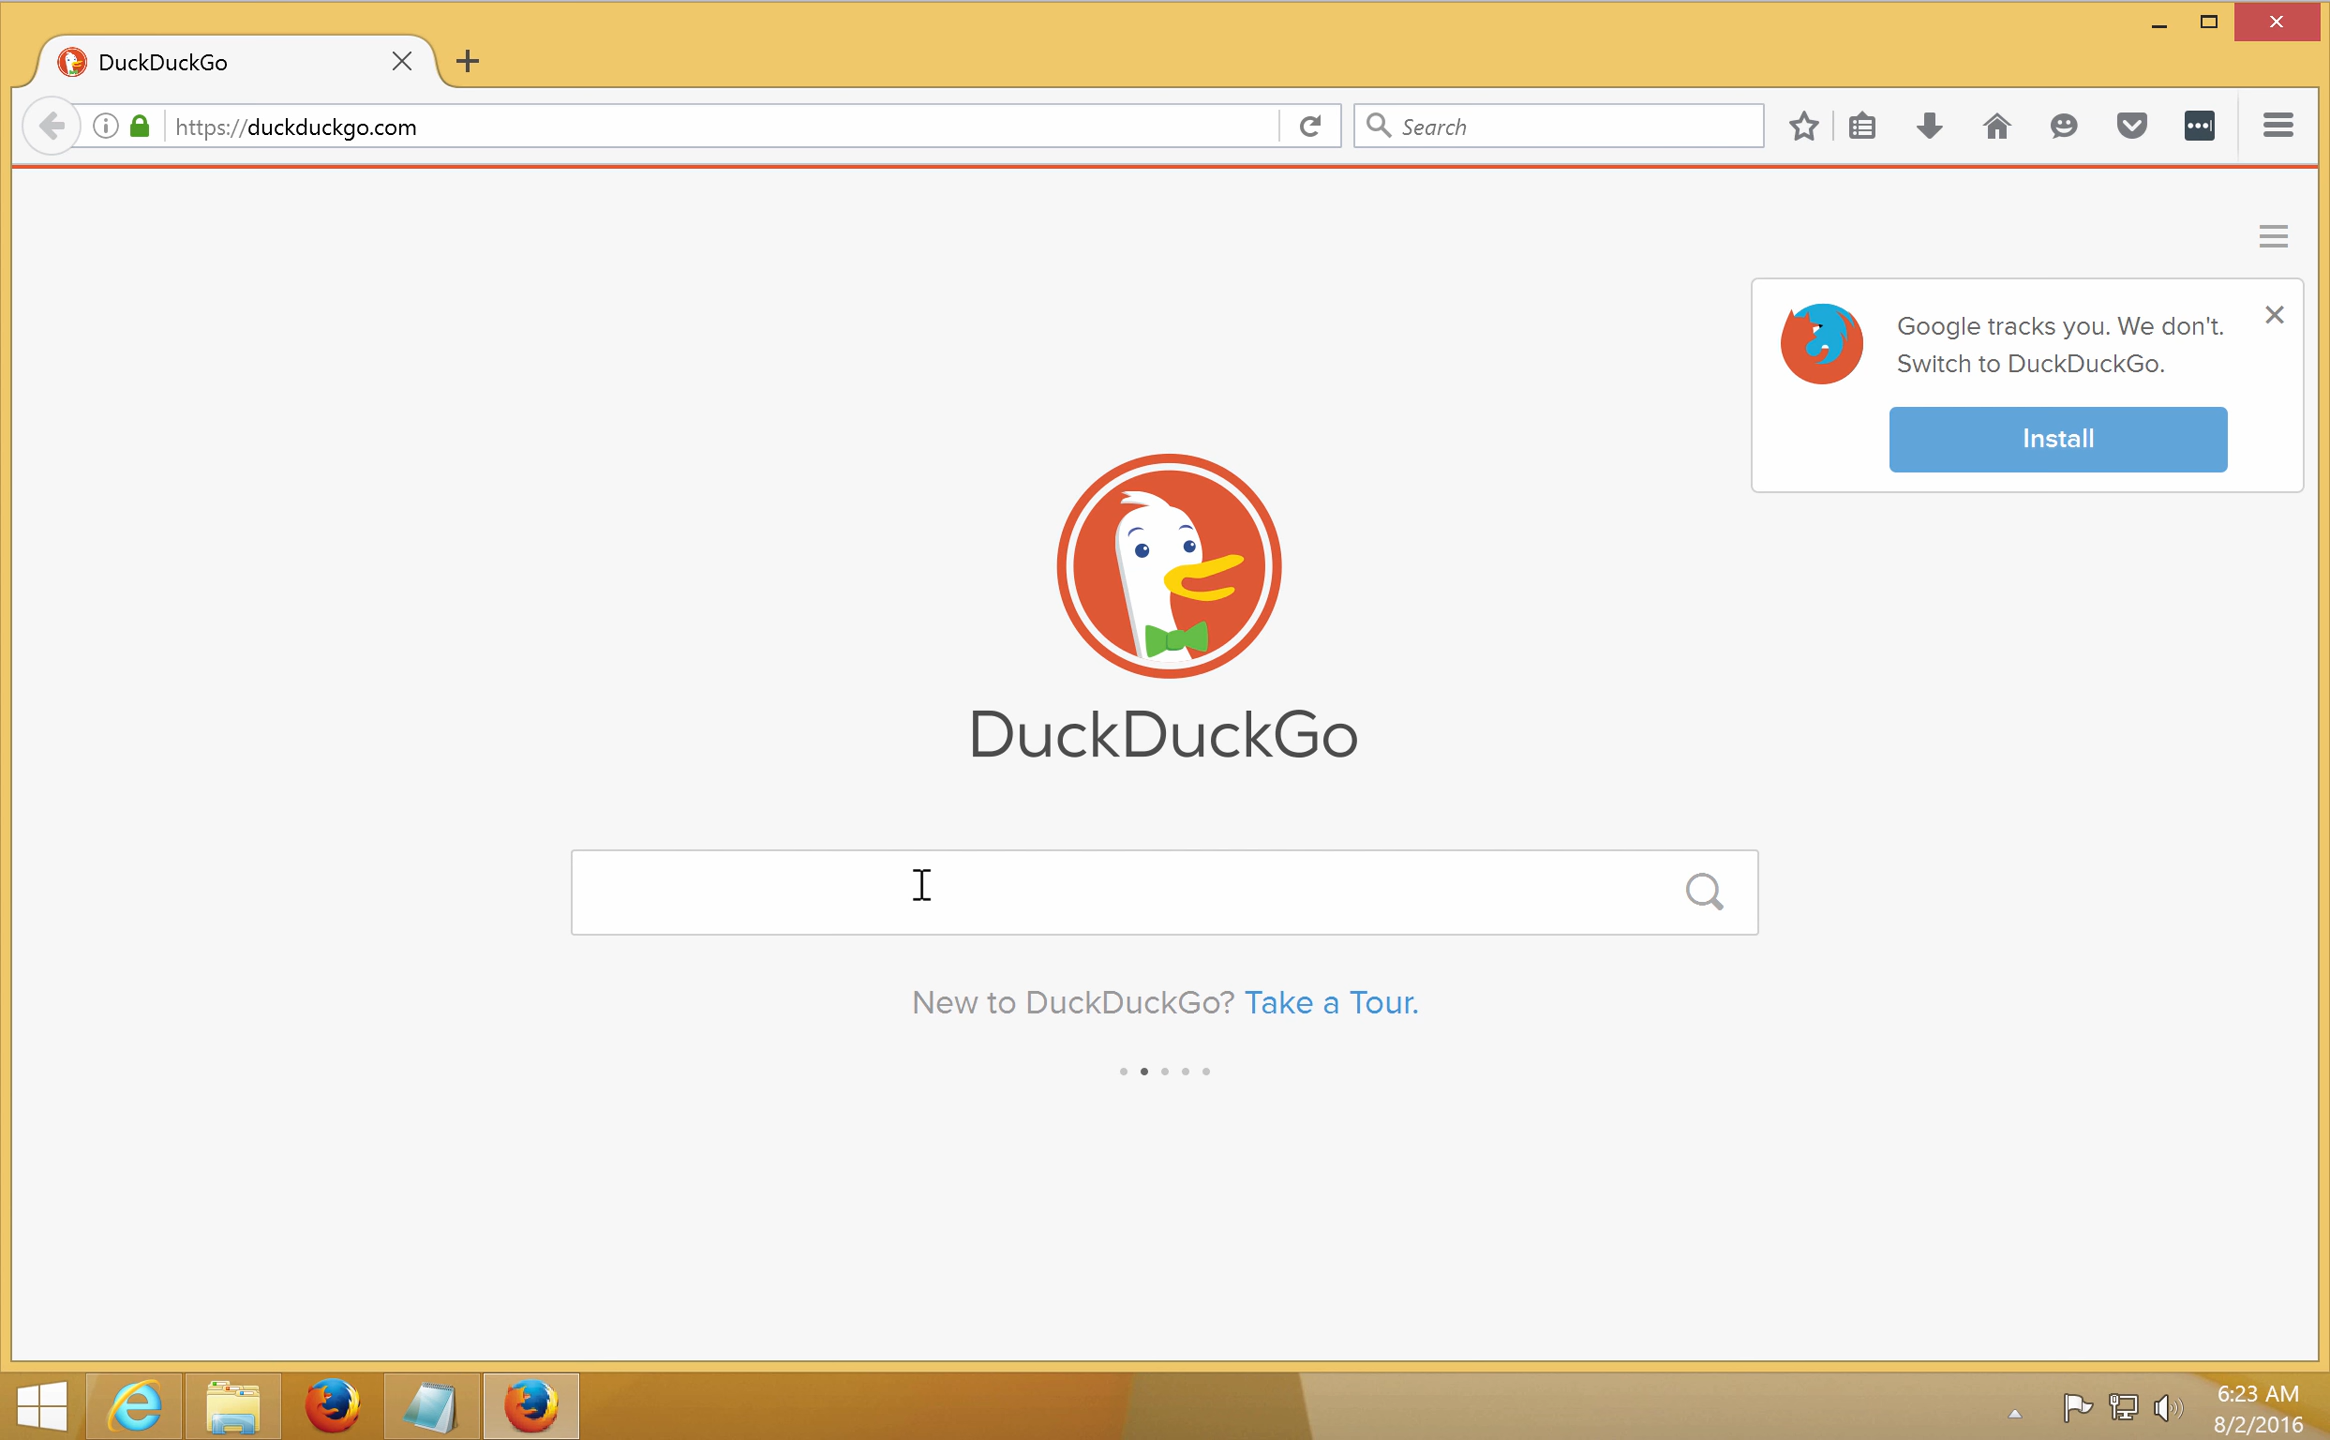 DuckDuckGo
https://duckduckgo.com
Search
Google tracks you. We don't.
Switch to DuckDuckGo.
Install
DuckDuckGo
New to DuckDuckGo? Take a Tour.
6:23 AM
8/2/2016